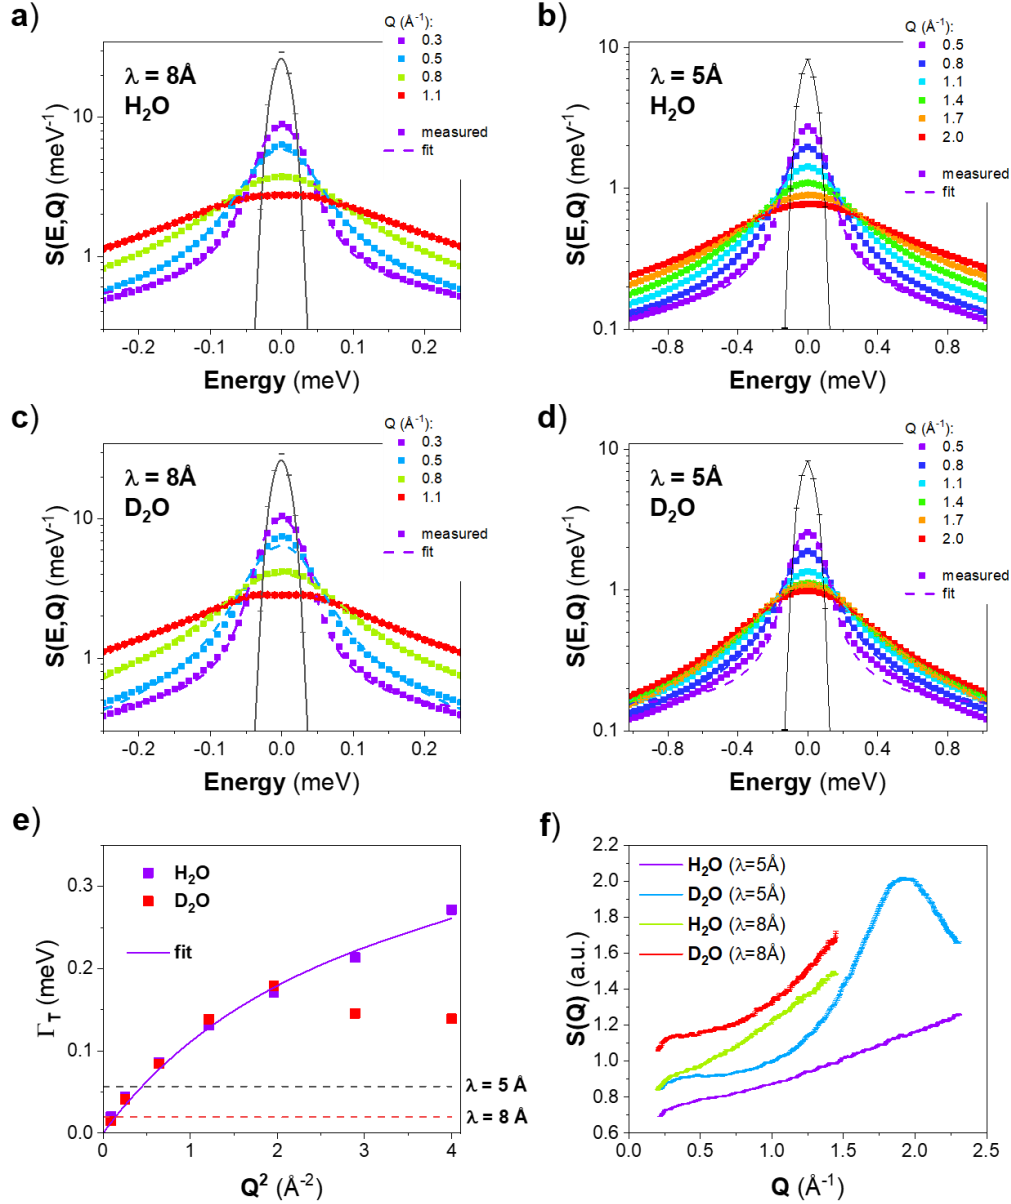 a)
λ = 8Å
H₂O
Q (Å⁻¹):
0.3
0.5
0.8
1.1
measured
fit
10
1
S(E,Q) (meV⁻¹)
-0.2 -0.1 0.0 0.1 0.2
Energy (meV)
b)
λ = 5Å
H₂O
Q (Å⁻¹):
0.5
0.8
1.1
1.4
1.7
2.0
measured
fit
10
1
0.1
S(E,Q) (meV⁻¹)
-0.8 -0.4 0.0 0.4 0.8
Energy (meV)
c)
λ = 8Å
D₂O
Q (Å⁻¹):
0.3
0.5
0.8
1.1
measured
fit
10
1
S(E,Q) (meV⁻¹)
-0.2 -0.1 0.0 0.1 0.2
Energy (meV)
d)
λ = 5Å
D₂O
Q (Å⁻¹):
0.5
0.8
1.1
1.4
1.7
2.0
measured
fit
10
1
0.1
S(E,Q) (meV⁻¹)
-0.8 -0.4 0.0 0.4 0.8
Energy (meV)
e)
H₂O
D₂O
fit
0.3
0.2
0.1
0.0
Γ_T (meV)
λ = 5 Å
λ = 8 Å
0 1 2 3 4
Q² (Å⁻²)
f)
H₂O (λ=5Å)
D₂O (λ=5Å)
H₂O (λ=8Å)
D₂O (λ=8Å)
2.2
2.0
1.8
1.6
1.4
1.2
1.0
0.8
0.6
S(Q) (a.u.)
0.0 0.5 1.0 1.5 2.0 2.5
Q (Å⁻¹)